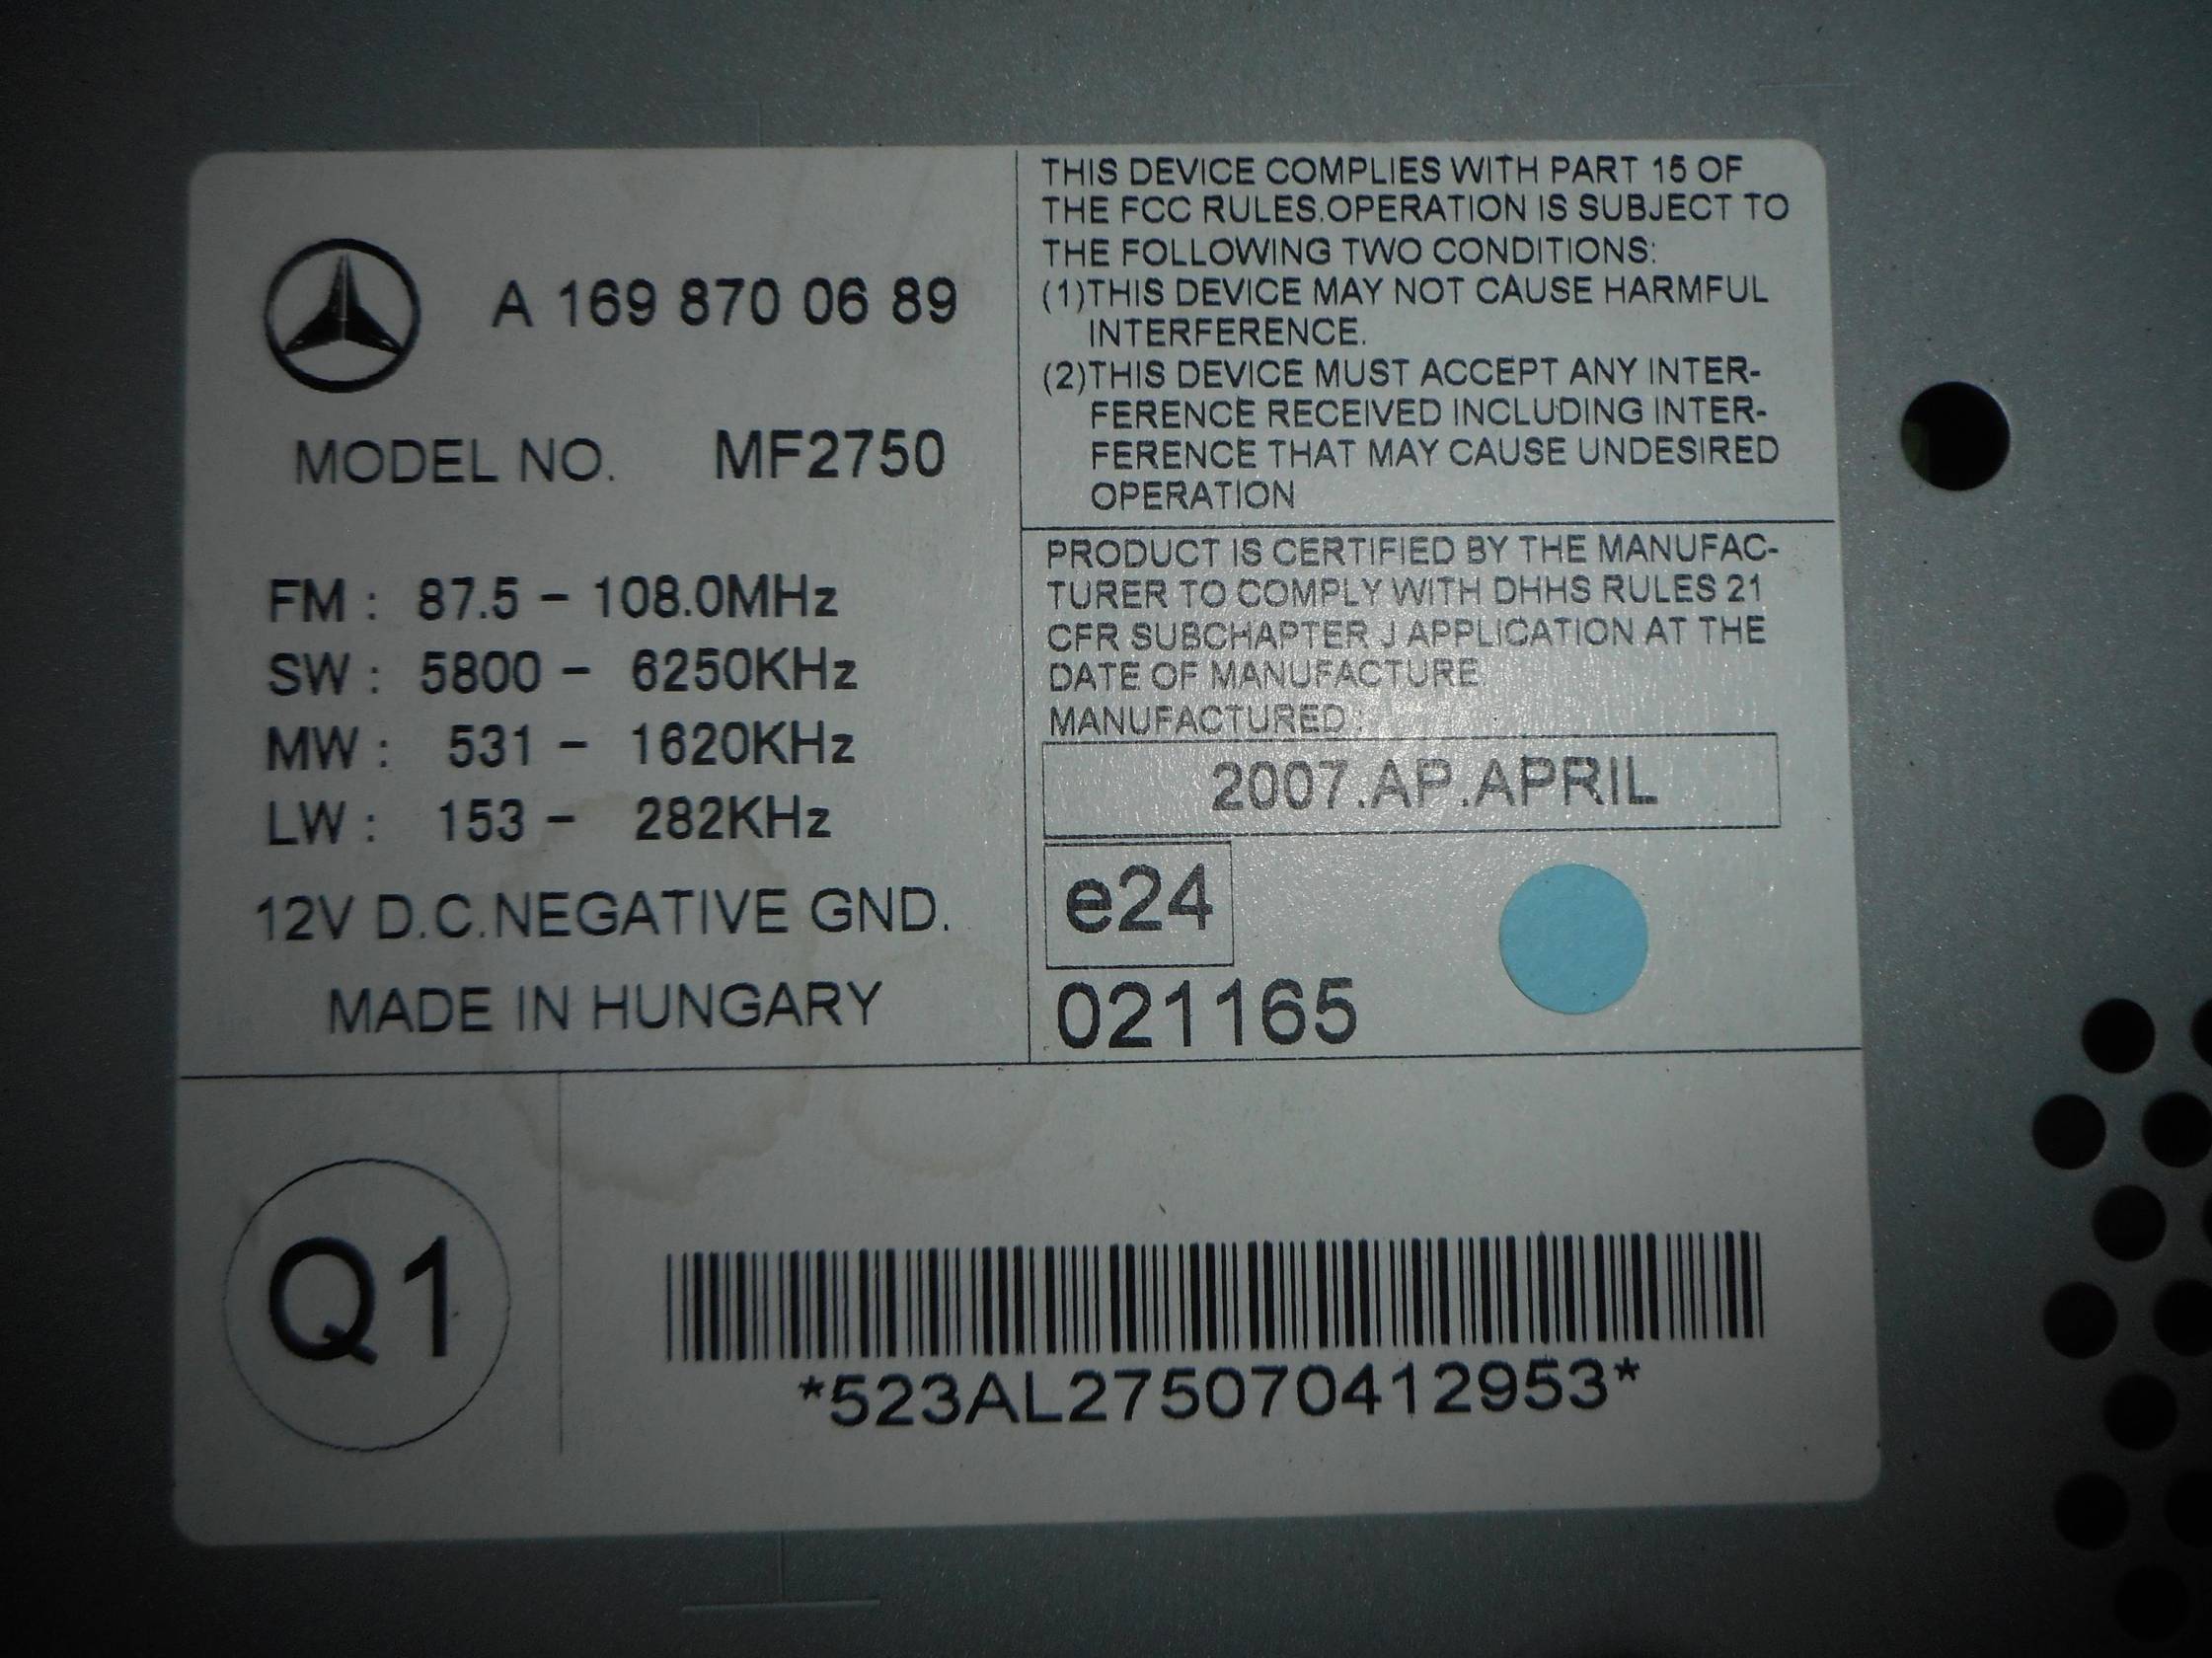 A 169 870 06 89
MODEL NO. MF2750
FM : 87.5 - 108.0MHz
SW : 5800 - 6250KHz
MW : 531 - 1620KHz
LW : 153 - 282KHz
12V D.C.NEGATIVE GND.
MADE IN HUNGARY
THIS DEVICE COMPLIES WITH PART 15 OF
THE FCC RULES.OPERATION IS SUBJECT TO
THE FOLLOWING TWO CONDITIONS:
(1)THIS DEVICE MAY NOT CAUSE HARMFUL
INTERFERENCE.
(2)THIS DEVICE MUST ACCEPT ANY INTER-
FERENCE RECEIVED INCLUDING INTER-
FERENCE THAT MAY CAUSE UNDESIRED
OPERATION
PRODUCT IS CERTIFIED BY THE MANUFAC-
TURER TO COMPLY WITH DHHS RULES 21
CFR SUBCHAPTER J APPLICATION AT THE
DATE OF MANUFACTURE.
MANUFACTURED :
2007.AP.APRIL
e24
021165
Q1
*523AL275070412953*